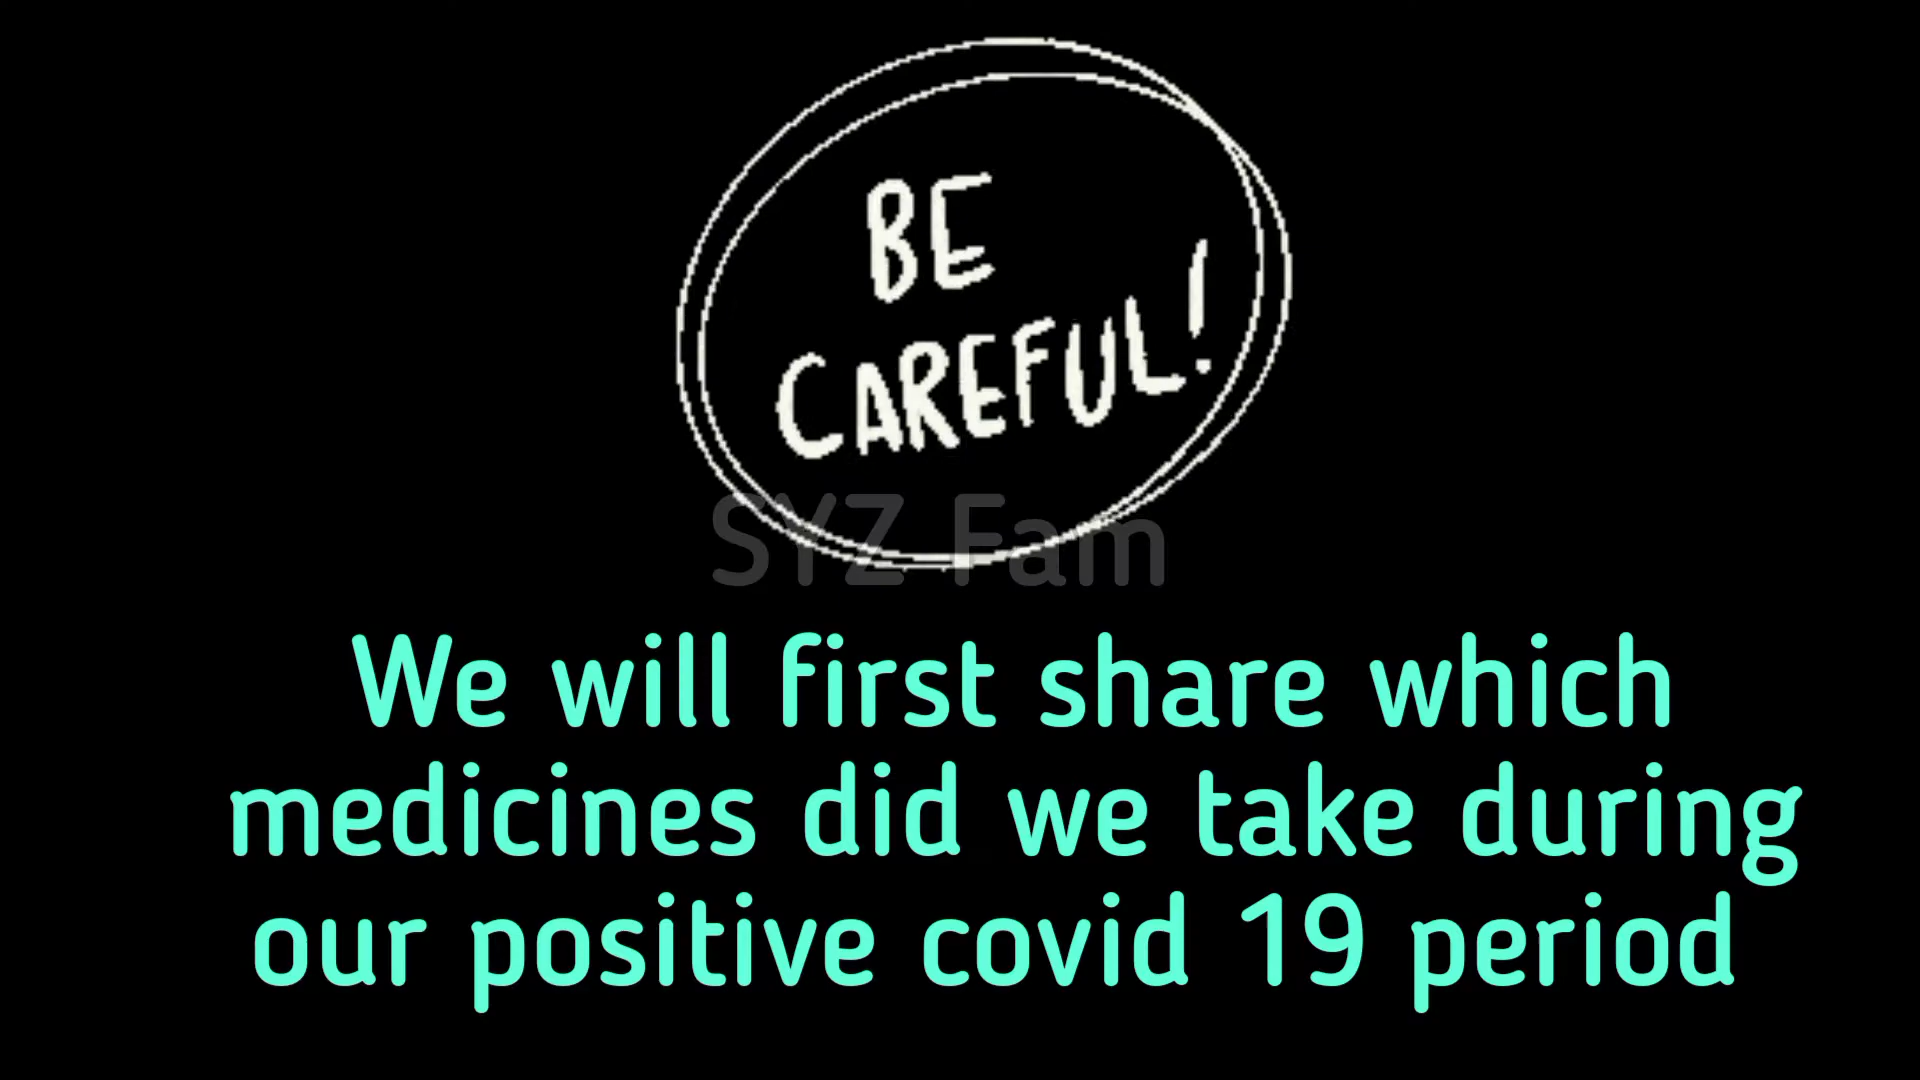 BE
CAREFUL!
SYZ Fam
We will first share which
medicines did we take during
our positive covid 19 period